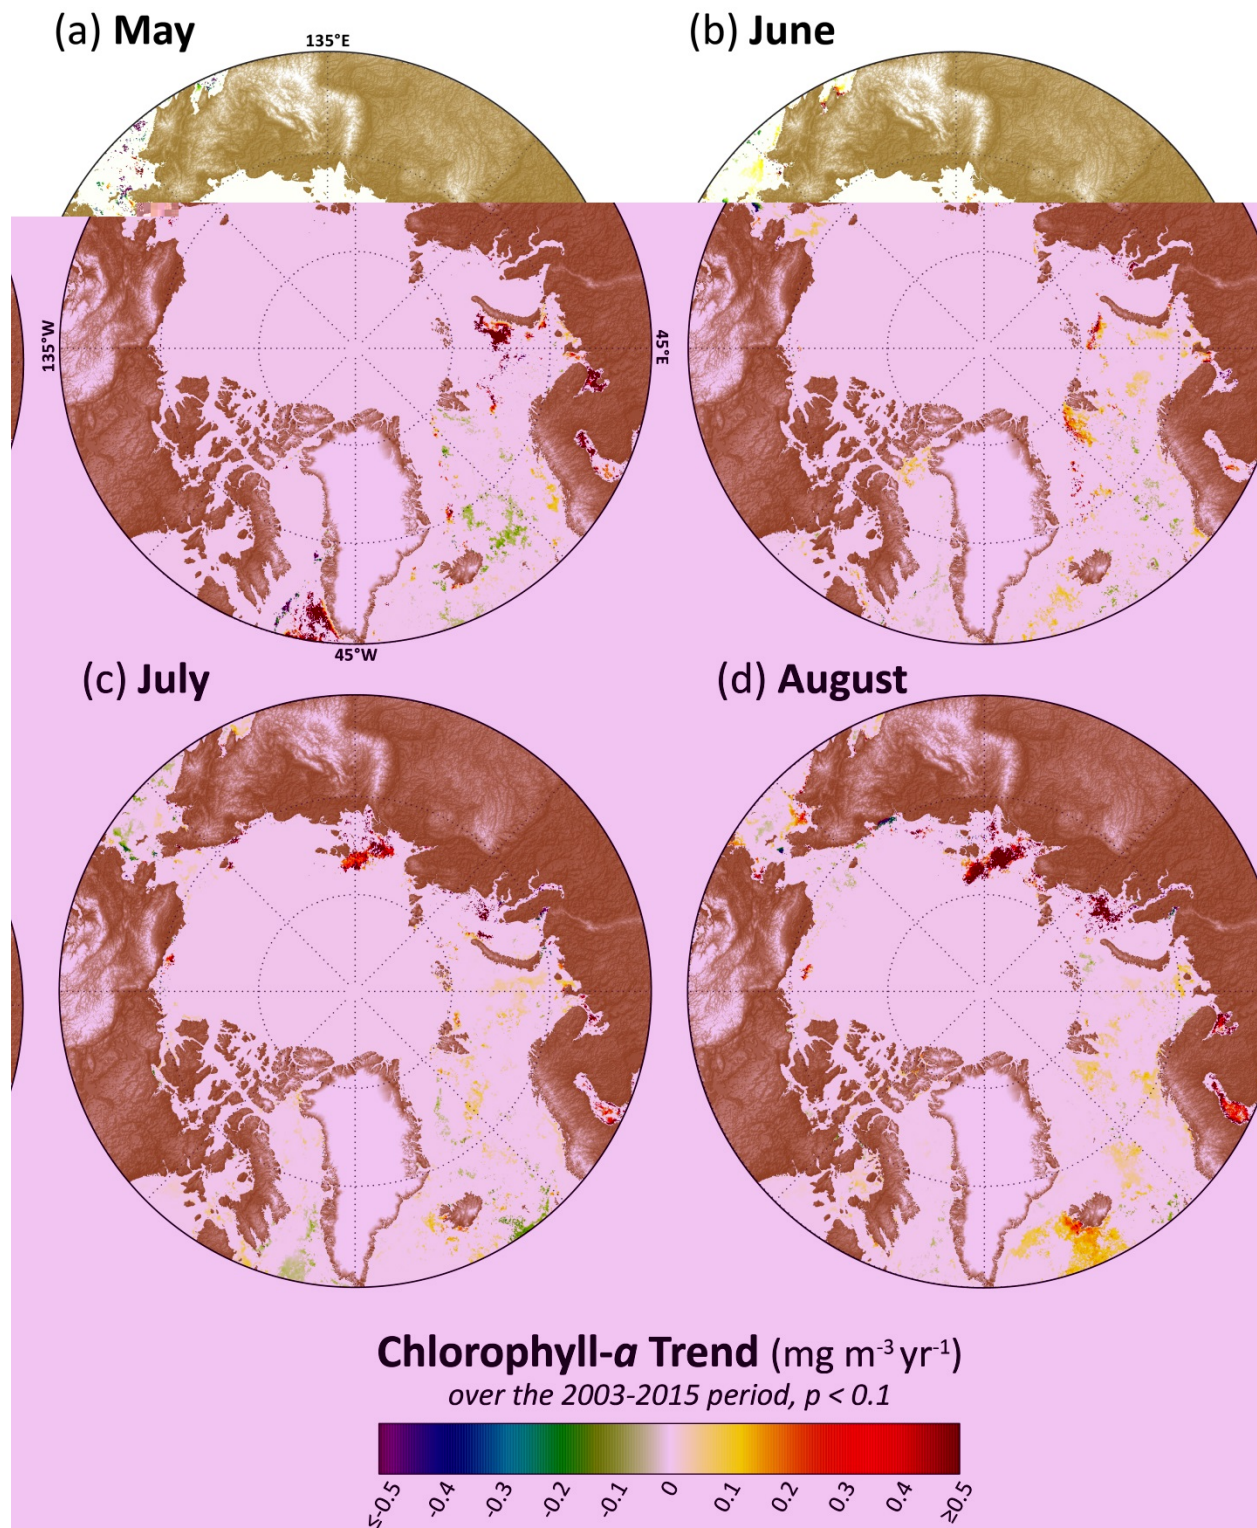 (a) May
(b) June
135°E
135°W
45°E
45°W
(c) July
(d) August
Chlorophyll-a Trend (mg m⁻³ yr⁻¹)
over the 2003-2015 period, p < 0.1
≤-0.5 -0.4 -0.3 -0.2 -0.1 0 0.1 0.2 0.3 0.4 ≥0.5